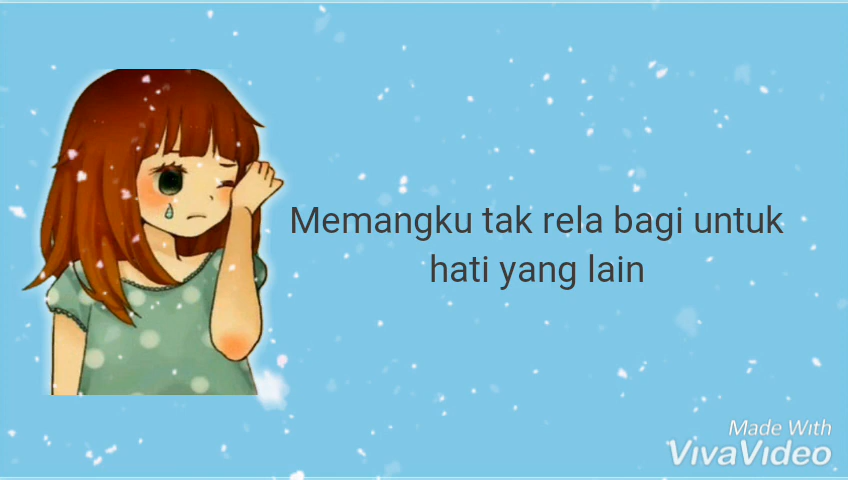 Memangku tak rela bagi untuk
hati yang lain
Made With
VivaVideo